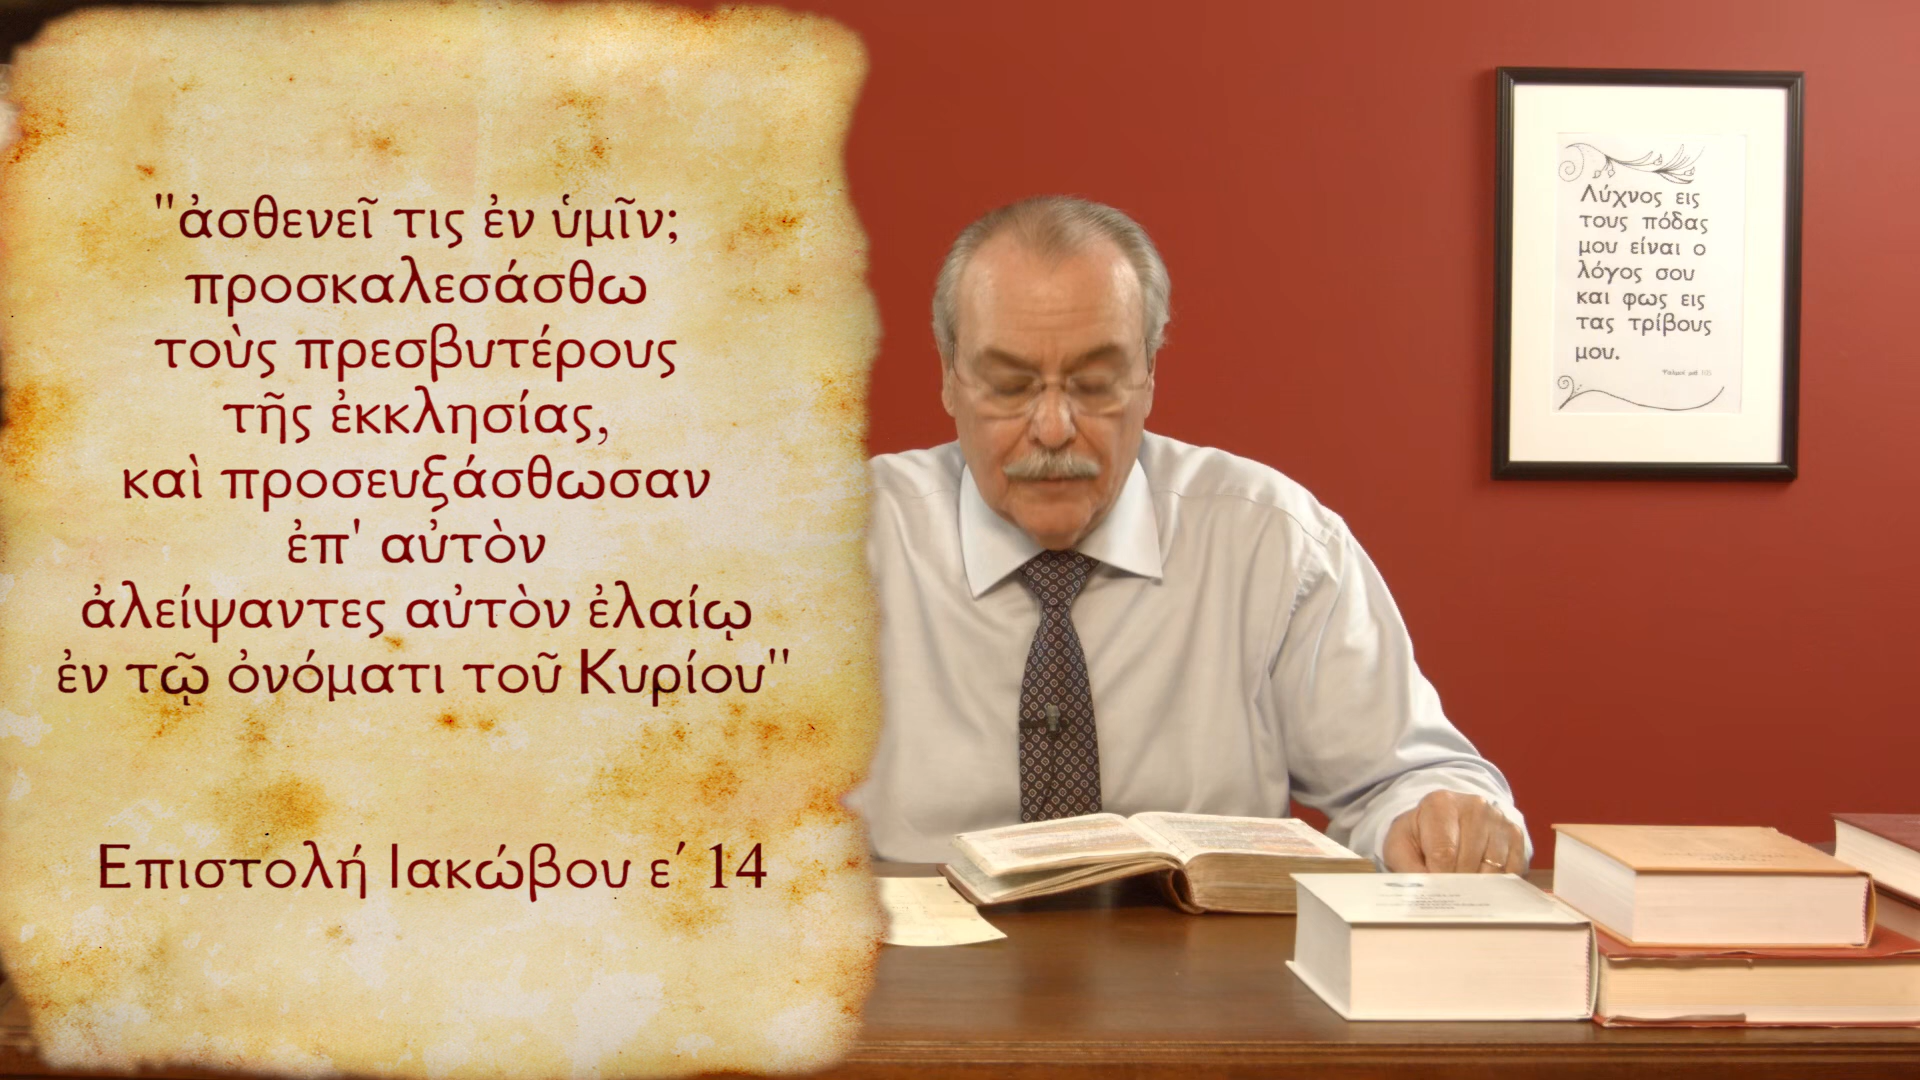 "ἀσθενεῖ τις ἐν ὑμῖν;
προσκαλεσάσθω
τοὺς πρεσβυτέρους
τῆς ἐκκλησίας,
καὶ προσευξάσθωσαν
ἐπ' αὐτὸν
ἀλείψαντες αὐτὸν ἐλαίῳ
ἐν τῷ ὀνόματι τοῦ Κυρίου"
Επιστολή Ιακώβου ε΄ 14
Λύχνος εις
τους πόδας
μου είναι ο
λόγος σου
και φως εις
τας τρίβους
μου.